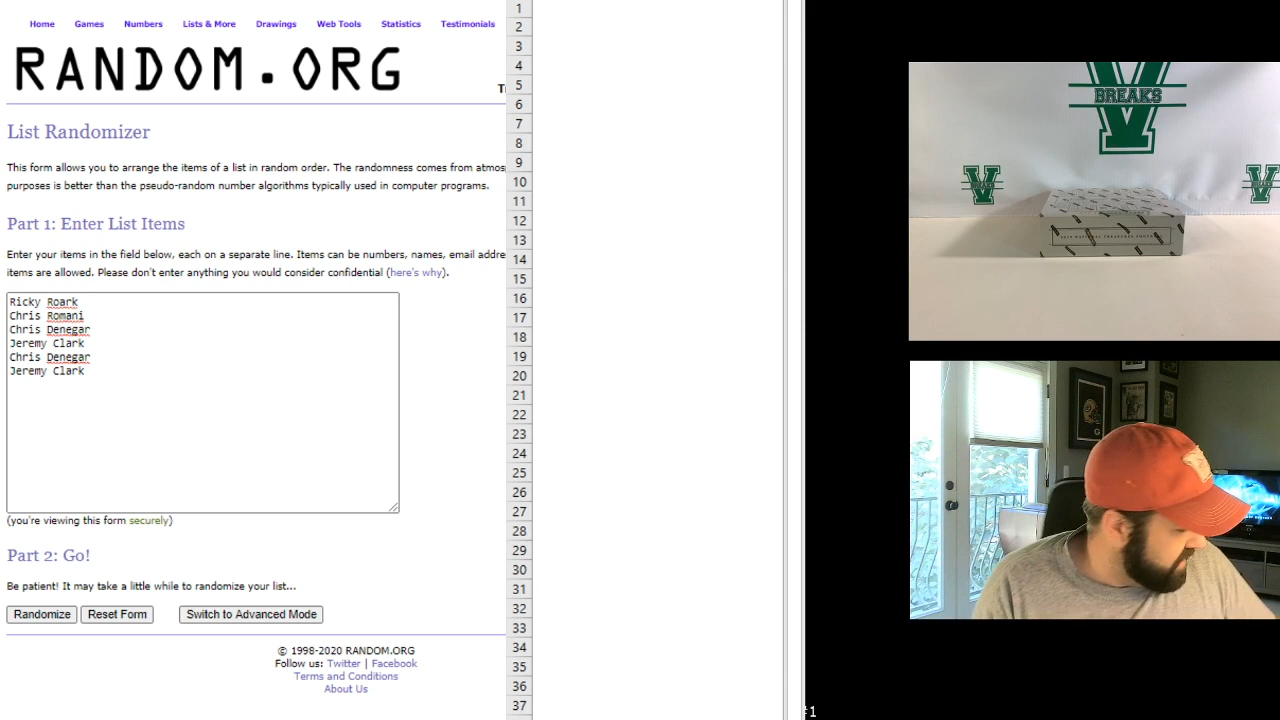 Home Games Numbers Lists & More Drawings Web Tools Statistics Testimonials
RANDOM.ORG
List Randomizer
This form allows you to arrange the items of a list in random order. The randomness comes from atmos
purposes is better than the pseudo-random number algorithms typically used in computer programs.
Part 1: Enter List Items
Enter your items in the field below, each on a separate line. Items can be numbers, names, email addre
items are allowed. Please don't enter anything you would consider confidential (here's why).
Ricky Roark
Chris Romani
Chris Denegar
Jeremy Clark
Chris Denegar
Jeremy Clark
(you're viewing this form securely)
Part 2: Go!
Be patient! It may take a little while to randomize your list...
Randomize Reset Form Switch to Advanced Mode
© 1998-2020 RANDOM.ORG
Follow us: Twitter | Facebook
Terms and Conditions
About Us
1
2
3
4
5
6
7
8
9
10
11
12
13
14
15
16
17
18
19
20
21
22
23
24
25
26
27
28
29
30
31
32
33
34
35
36
37
V
BREAKS
V
BREAKS
V
BREAKS
#1